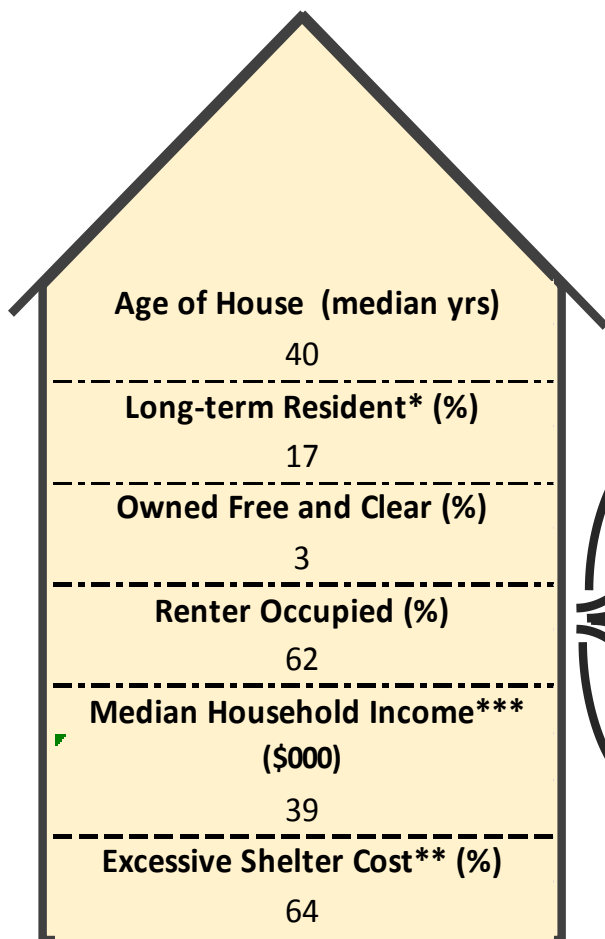 Age of House  (median yrs)
40
Long-term Resident* (%)
17
Owned Free and Clear (%)
3
Renter Occupied (%)
62
Median Household Income***
($000)
39
Excessive Shelter Cost** (%)
64